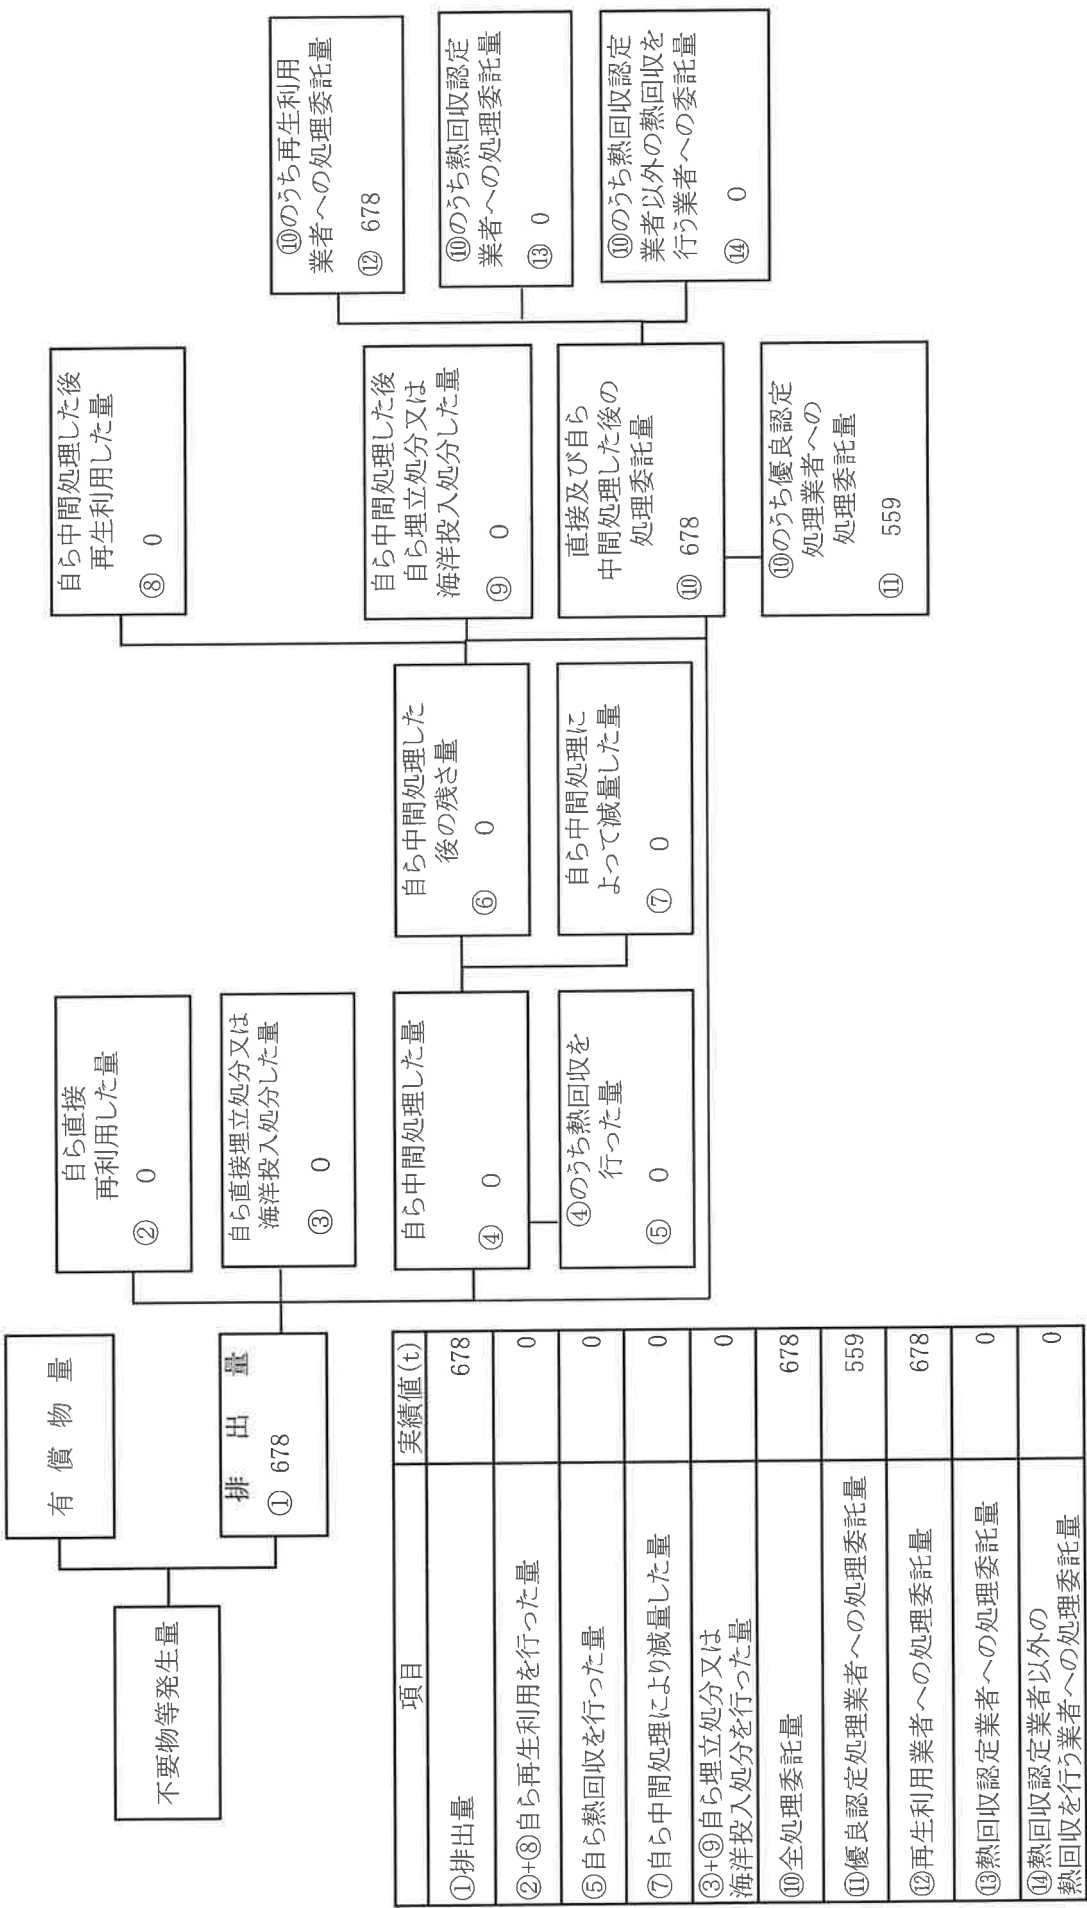 不要物等発生量
有償物量
排出量
① 678
自ら直接
再利用した量
② 0
自ら直接埋立処分又は
海洋投入処分した量
③ 0
自ら中間処理した量
④ 0
④のうち熱回収を
行った量
⑤ 0
自ら中間処理した
後の残さ量
⑥ 0
自ら中間処理に
よって減量した量
⑦ 0
自ら中間処理した後
再生利用した量
⑧ 0
自ら中間処理した後
自ら埋立処分又は
海洋投入処分した量
⑨ 0
直接及び自ら
中間処理した後の
処理委託量
⑩ 678
⑩のうち優良認定
処理業者への
処理委託量
⑪ 559
⑩のうち再生利用
業者への処理委託量
⑫ 678
⑩のうち熱回収認定
業者への処理委託量
⑬ 0
⑩のうち熱回収認定
業者以外の熱回収を
行う業者への委託量
⑭ 0
項目 実績値(t)
①排出量 678
②+⑧自ら再生利用を行った量 0
⑤自ら熱回収を行った量 0
⑦自ら中間処理により減量した量 0
③+⑨自ら埋立処分又は
海洋投入処分を行った量 0
⑩全処理委託量 678
⑪優良認定処理業者への処理委託量 559
⑫再生利用業者への処理委託量 678
⑬熱回収認定業者への処理委託量 0
⑭熱回収認定業者以外の
熱回収を行う業者への処理委託量 0